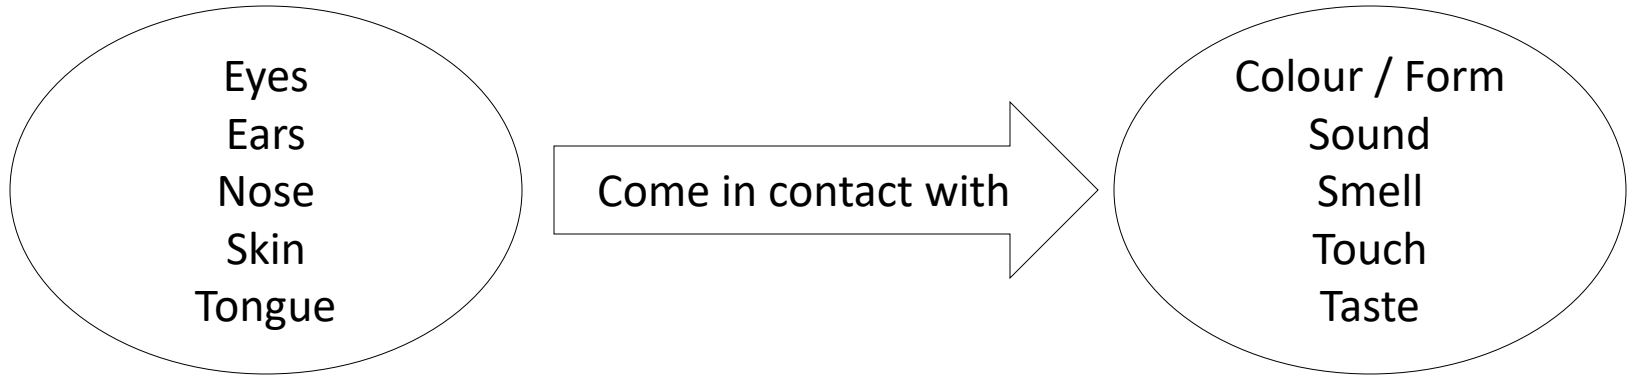 Eyes
Ears
Nose
Skin
Tongue
Come in contact with
Colour / Form
Sound
Smell
Touch
Taste